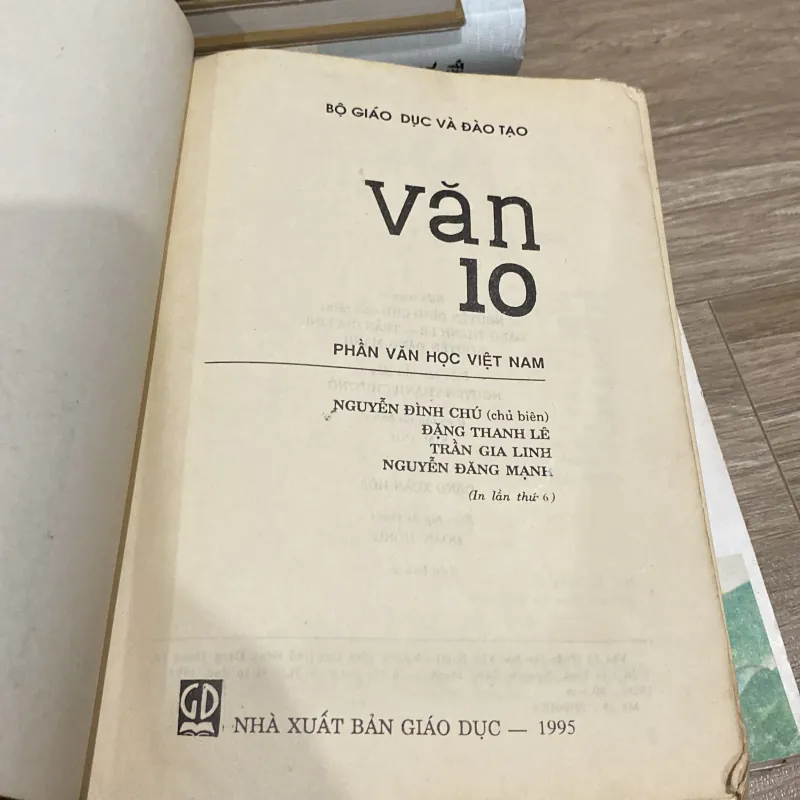 BỘ GIÁO DỤC VÀ ĐÀO TẠO
Văn
10
PHẦN VĂN HỌC VIỆT NAM
NGUYỄN ĐÌNH CHÚ (chủ biên)
ĐẶNG THANH LÊ
TRẦN GIA LINH
NGUYỄN ĐĂNG MẠNH
(In lần thứ 6)
GD
NHÀ XUẤT BẢN GIÁO DỤC — 1995